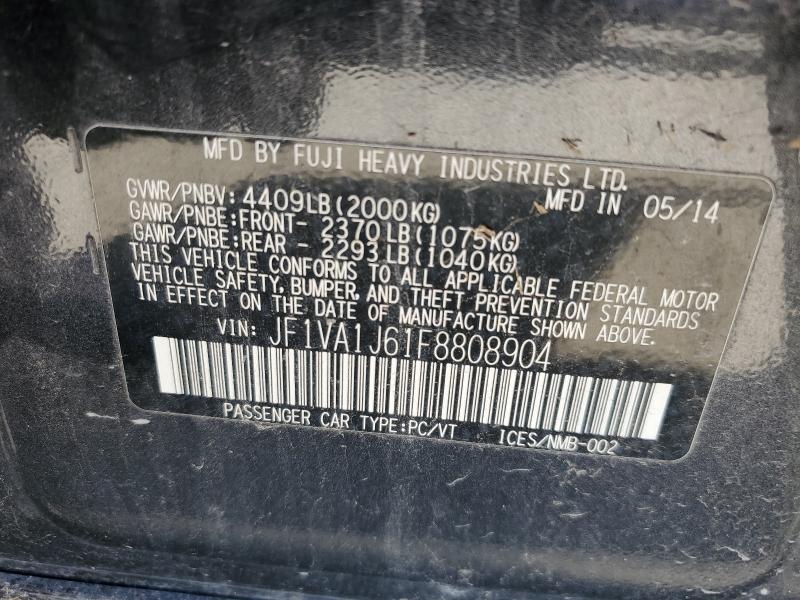 MFD BY FUJI HEAVY INDUSTRIES LTD.
GVWR/PNBV: 4409LB(2000KG) MFD IN 05/14
GAWR/PNBE:FRONT- 2370LB(1075KG)
GAWR/PNBE:REAR - 2293LB(1040KG)
THIS VEHICLE CONFORMS TO ALL APPLICABLE FEDERAL MOTOR
VEHICLE SAFETY, BUMPER, AND THEFT PREVENTION STANDARDS
IN EFFECT ON THE DATE OF MANUFACTURE SHOWN ABOVE.
VIN: JF1VA1J61F8808904
PASSENGER CAR TYPE:PC/VT ICES/NMB-002